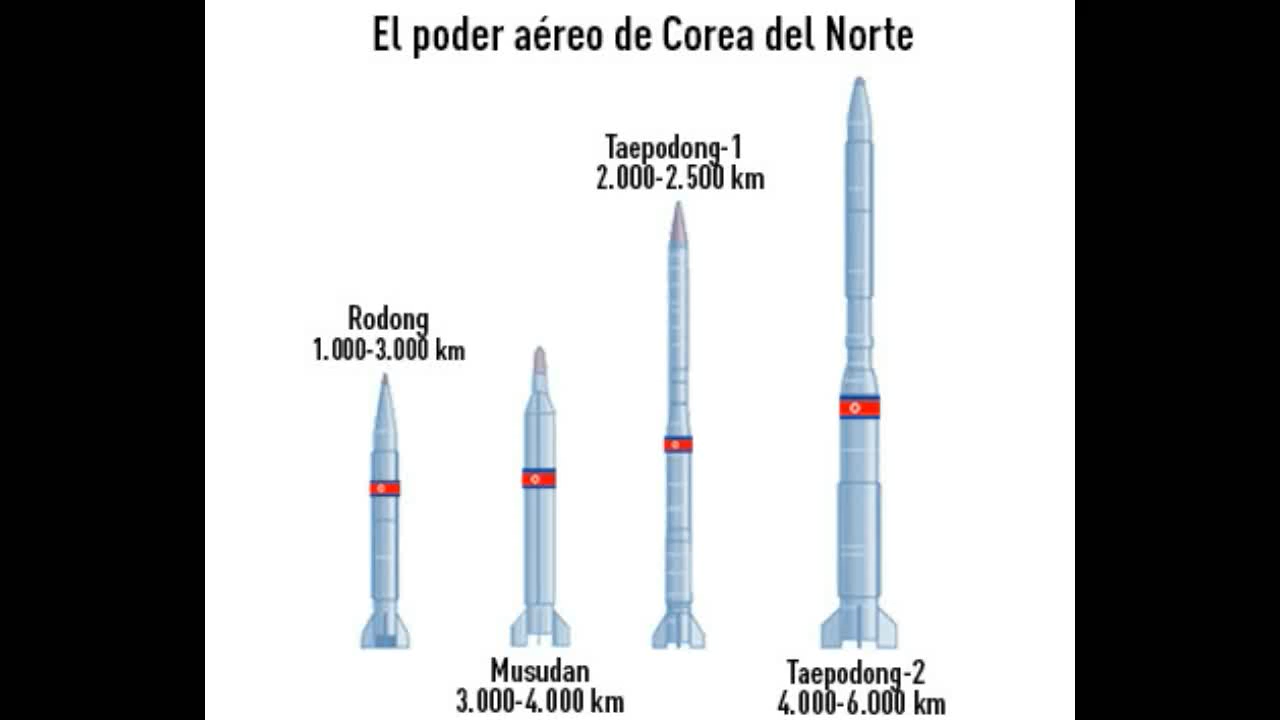 El poder aéreo de Corea del Norte
Taepodong-1
2.000-2.500 km
Rodong
1.000-3.000 km
Musudan
3.000-4.000 km
Taepodong-2
4.000-6.000 km